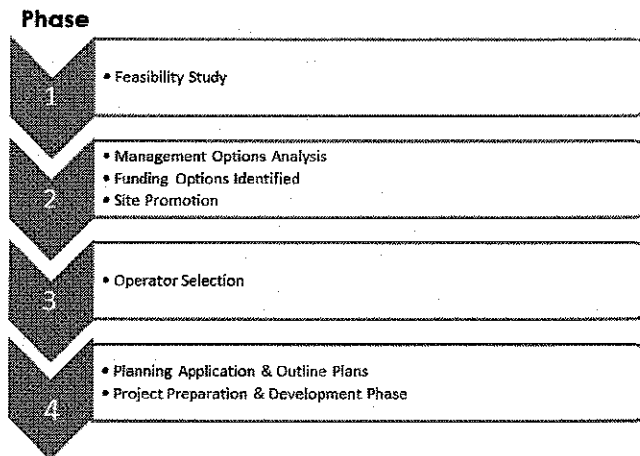 Phase
1
• Feasibility Study
2
• Management Options Analysis
• Funding Options Identified
• Site Promotion
3
• Operator Selection
4
• Planning Application & Outline Plans
• Project Preparation & Development Phase